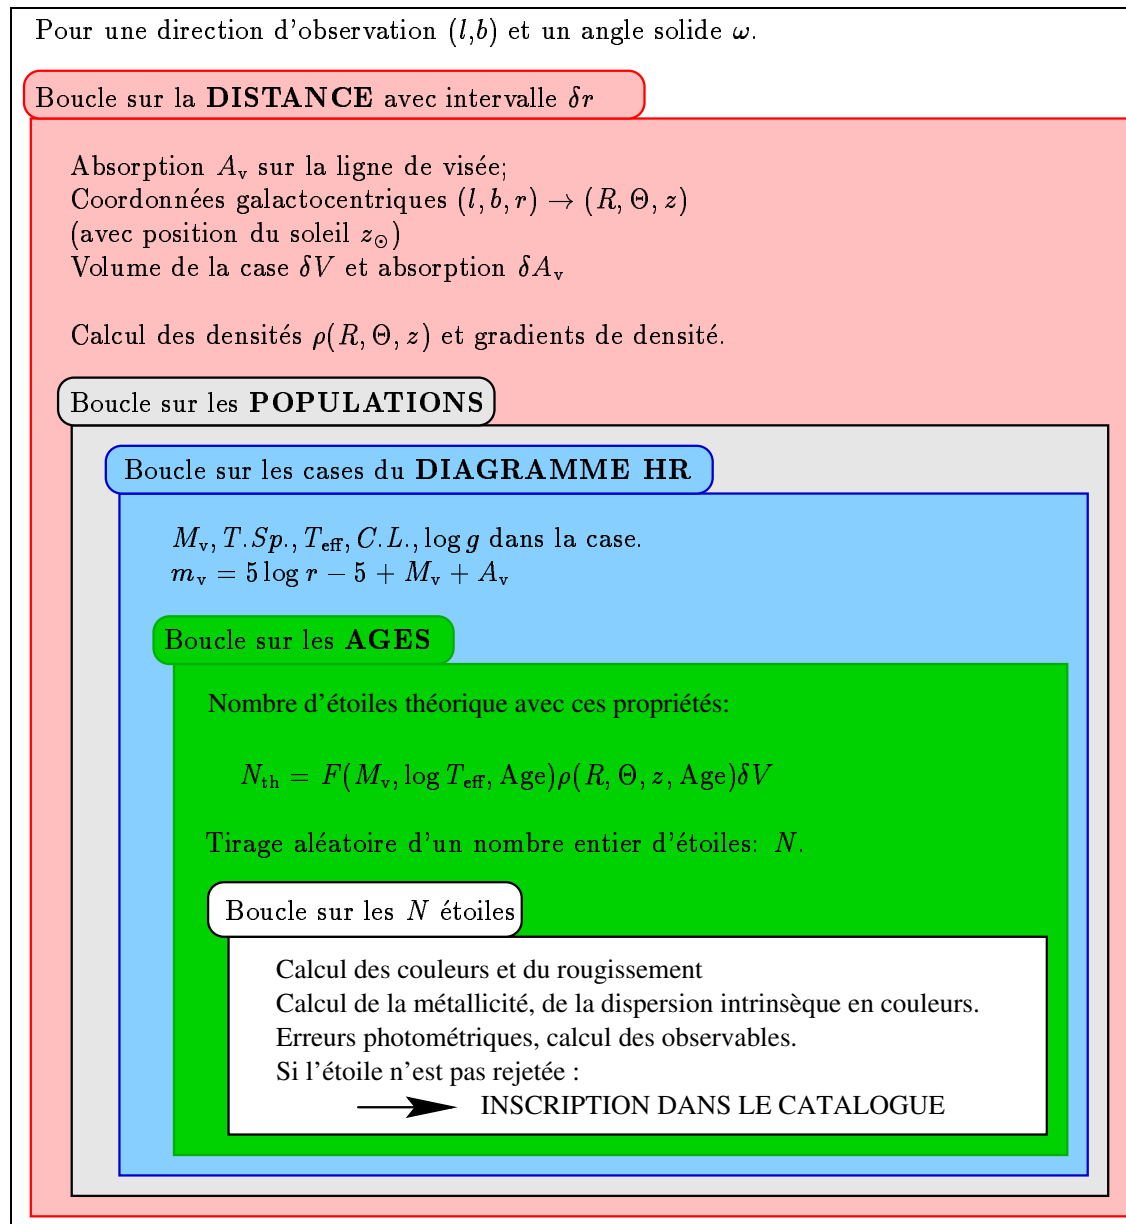 Pour une direction d'observation (l,b) et un angle solide ω.
Boucle sur la DISTANCE avec intervalle δr
Absorption A_v sur la ligne de visée;
Coordonnées galactocentriques (l, b, r) → (R, Θ, z)
(avec position du soleil z_⊙)
Volume de la case δV et absorption δA_v
Calcul des densités ρ(R, Θ, z) et gradients de densité.
Boucle sur les POPULATIONS
Boucle sur les cases du DIAGRAMME HR
M_v, T.Sp., T_eff, C.L., log g dans la case.
m_v = 5 log r − 5 + M_v + A_v
Boucle sur les AGES
Nombre d'étoiles théorique avec ces propriétés:
N_th = F(M_v, log T_eff, Age)ρ(R, Θ, z, Age)δV
Tirage aléatoire d'un nombre entier d'étoiles: N.
Boucle sur les N étoiles
Calcul des couleurs et du rougissement
Calcul de la métallicité, de la dispersion intrinsèque en couleurs.
Erreurs photométriques, calcul des observables.
Si l'étoile n'est pas rejetée :
INSCRIPTION DANS LE CATALOGUE